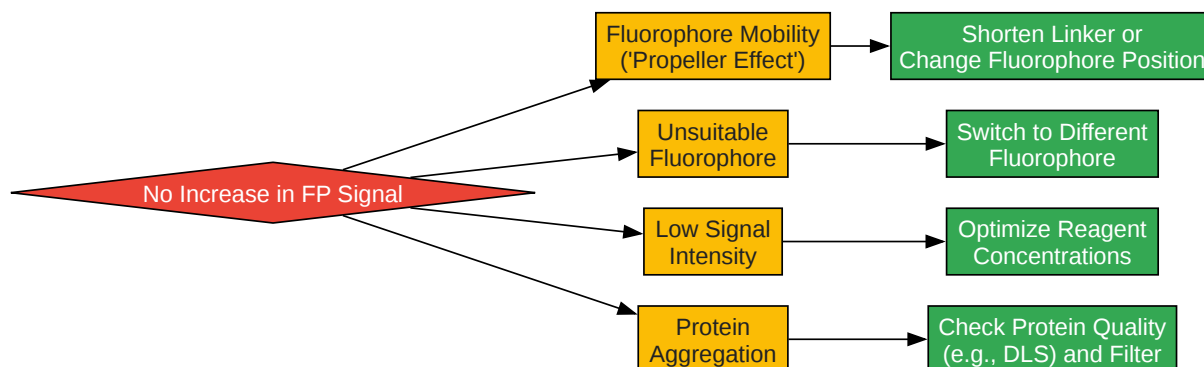 No Increase in FP Signal
Fluorophore Mobility
('Propeller Effect')
Shorten Linker or
Change Fluorophore Position
Unsuitable
Fluorophore
Switch to Different
Fluorophore
Low Signal
Intensity
Optimize Reagent
Concentrations
Protein
Aggregation
Check Protein Quality
(e.g., DLS) and Filter